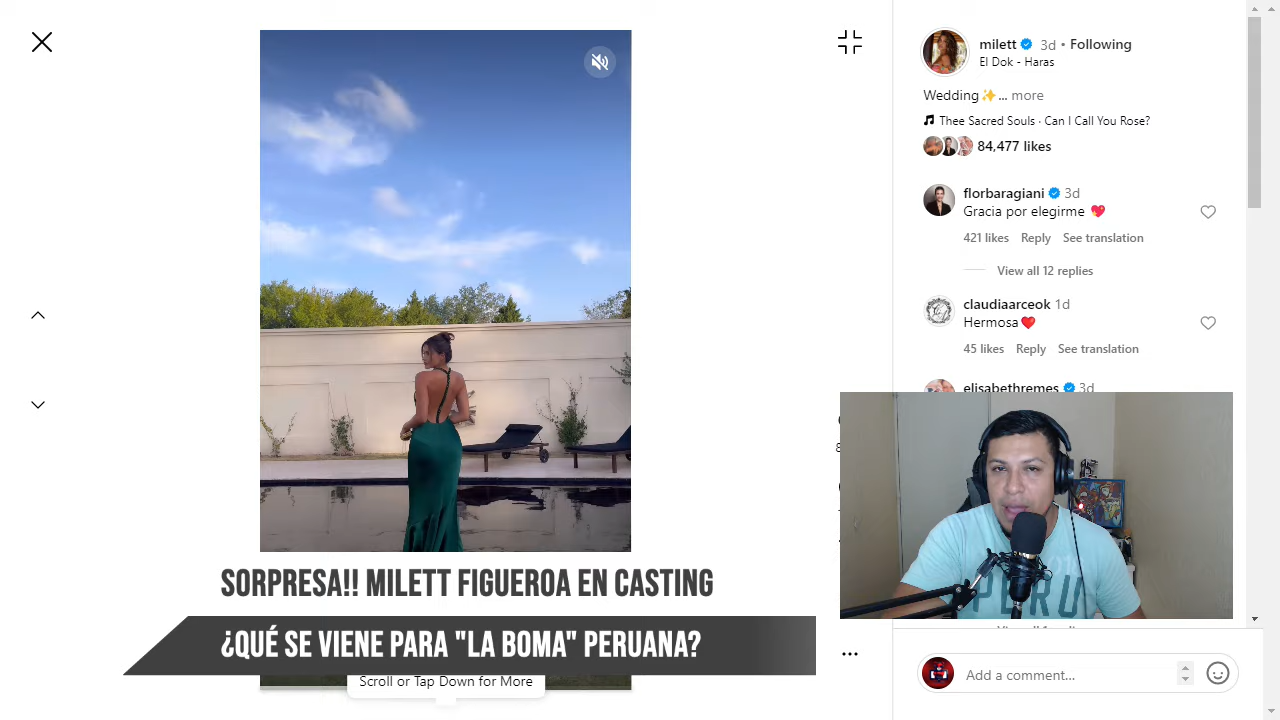 milett 3d • Following
El Dok - Haras
Wedding✨... more
Thee Sacred Souls · Can I Call You Rose?
84,477 likes
florbaragiani 3d
Gracia por elegirme 💖
421 likes Reply See translation
View all 12 replies
claudiaarceok 1d
Hermosa❤️
45 likes Reply See translation
elisabethremes 3d
PERU
SORPRESA!! MILETT FIGUEROA EN CASTING
¿QUÉ SE VIENE PARA "LA BOMA" PERUANA?
Scroll or Tap Down for More
Add a comment...